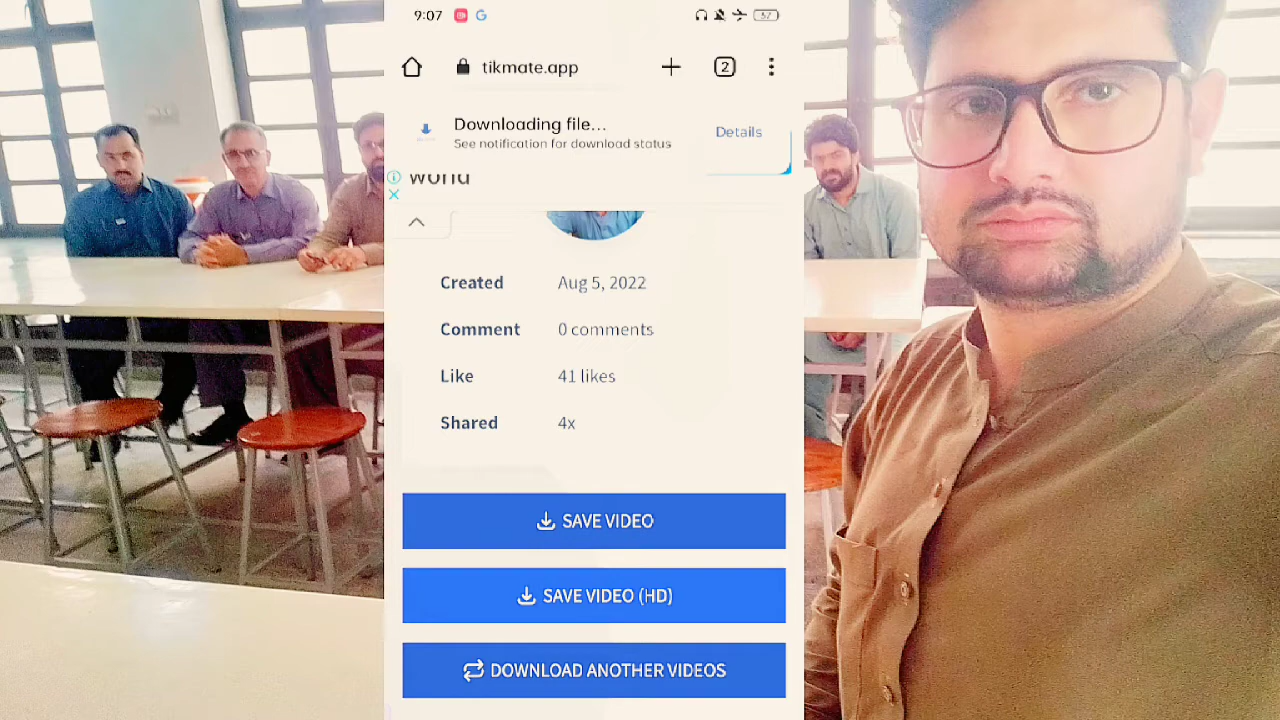 9:07
57
tikmate.app
2
Downloading file...
See notification for download status
Details
world
Created Aug 5, 2022
Comment 0 comments
Like 41 likes
Shared 4x
SAVE VIDEO
SAVE VIDEO (HD)
DOWNLOAD ANOTHER VIDEOS